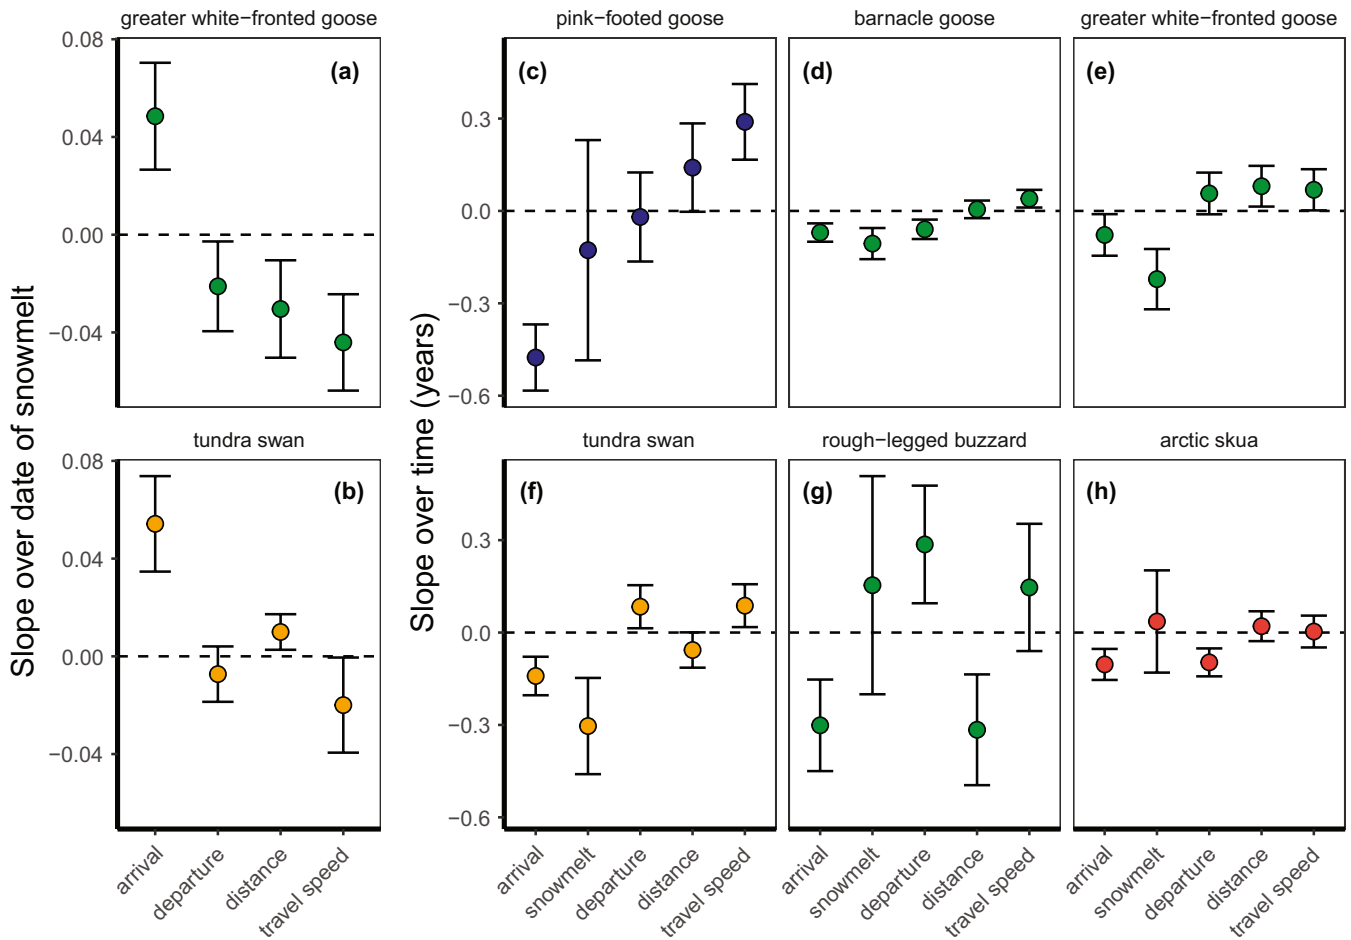 greater white−fronted goose
pink−footed goose
barnacle goose
greater white−fronted goose
(a)
(c)
(d)
(e)
0.08
0.04
0.00
−0.04
0.3
0.0
−0.3
−0.6
tundra swan
tundra swan
rough−legged buzzard
arctic skua
(b)
(f)
(g)
(h)
0.08
0.04
0.00
−0.04
0.3
0.0
−0.3
−0.6
Slope over date of snowmelt
Slope over time (years)
arrival
departure
distance
travel speed
arrival
snowmelt
departure
distance
travel speed
arrival
snowmelt
departure
distance
travel speed
arrival
snowmelt
departure
distance
travel speed